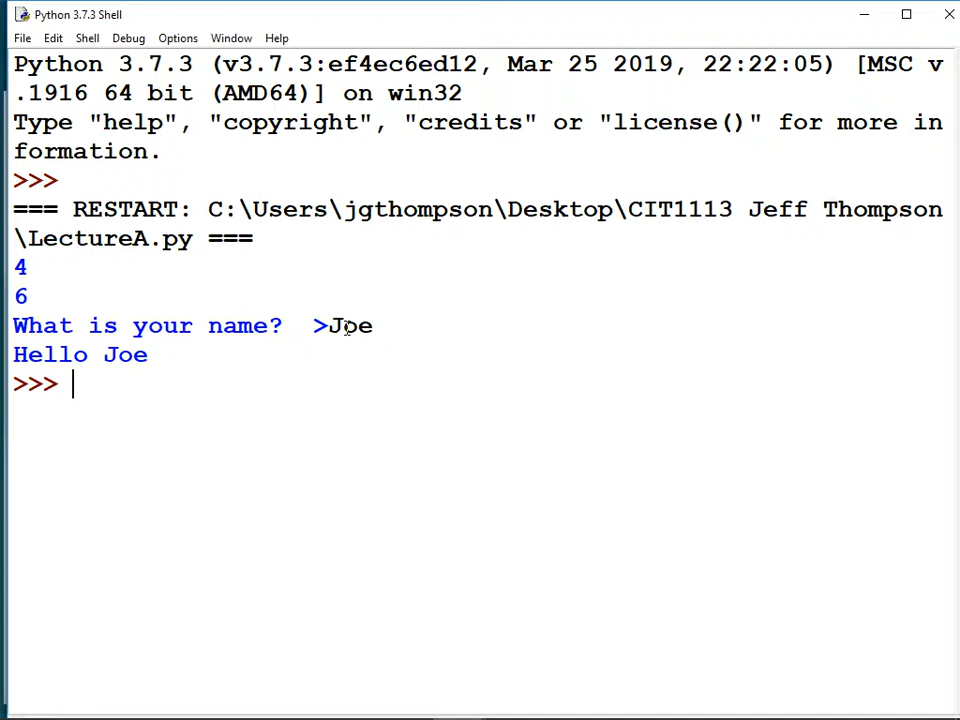 Python 3.7.3 Shell
File Edit Shell Debug Options Window Help
Python 3.7.3 (v3.7.3:ef4ec6ed12, Mar 25 2019, 22:22:05) [MSC v
.1916 64 bit (AMD64)] on win32
Type "help", "copyright", "credits" or "license()" for more in
formation.
>>>
=== RESTART: C:\Users\jgthompson\Desktop\CIT1113 Jeff Thompson
\LectureA.py ===
4
6
What is your name?  >Joe
Hello Joe
>>>